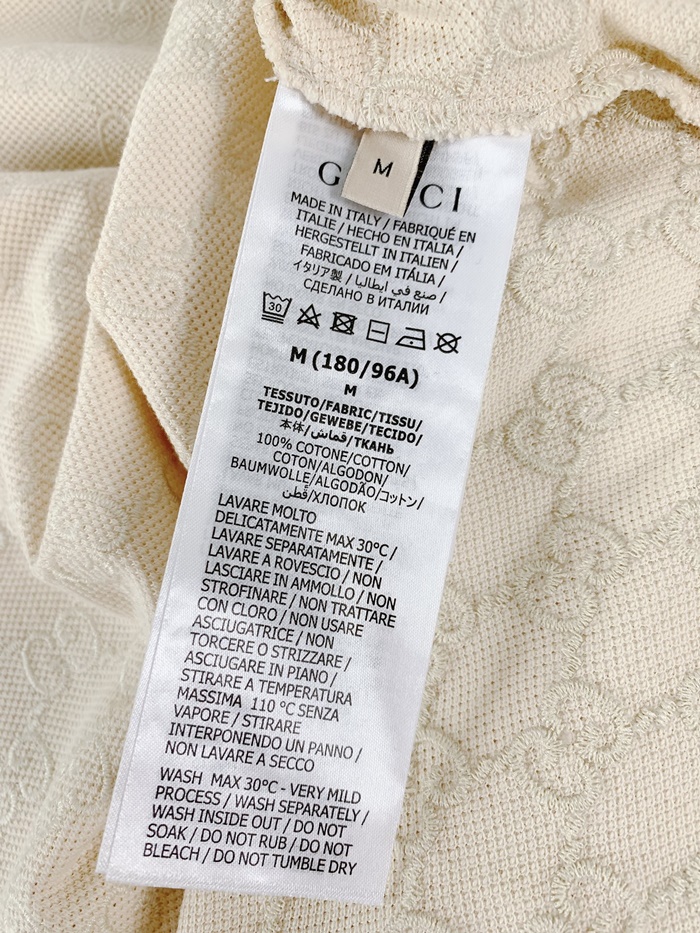 M
G CI
MADE IN ITALY / FABRIQUÉ EN
ITALIE / HECHO EN ITALIA /
HERGESTELLT IN ITALIEN /
FABRICADO EM ITÁLIA /
イタリア製 / صنع في ايطاليا /
СДЕЛАНО В ИТАЛИИ
30
M (180/96A)
M
TESSUTO/FABRIC/TISSU/
TEJIDO/GEWEBE/TECIDO/
本体/قماش/ТКАНЬ
100% COTONE/COTTON/
COTON/ALGODON/
BAUMWOLLE/ALGODÃO/コットン/
قُطن/ХЛОПОК
LAVARE MOLTO
DELICATAMENTE MAX 30°C /
LAVARE SEPARATAMENTE /
LAVARE A ROVESCIO / NON
LASCIARE IN AMMOLLO / NON
STROFINARE / NON TRATTARE
CON CLORO / NON USARE
ASCIUGATRICE / NON
TORCERE O STRIZZARE /
ASCIUGARE IN PIANO /
STIRARE A TEMPERATURA
MASSIMA 110 °C SENZA
VAPORE / STIRARE
INTERPONENDO UN PANNO /
NON LAVARE A SECCO
WASH MAX 30°C - VERY MILD
PROCESS / WASH SEPARATELY /
WASH INSIDE OUT / DO NOT
SOAK / DO NOT RUB / DO NOT
BLEACH / DO NOT TUMBLE DRY